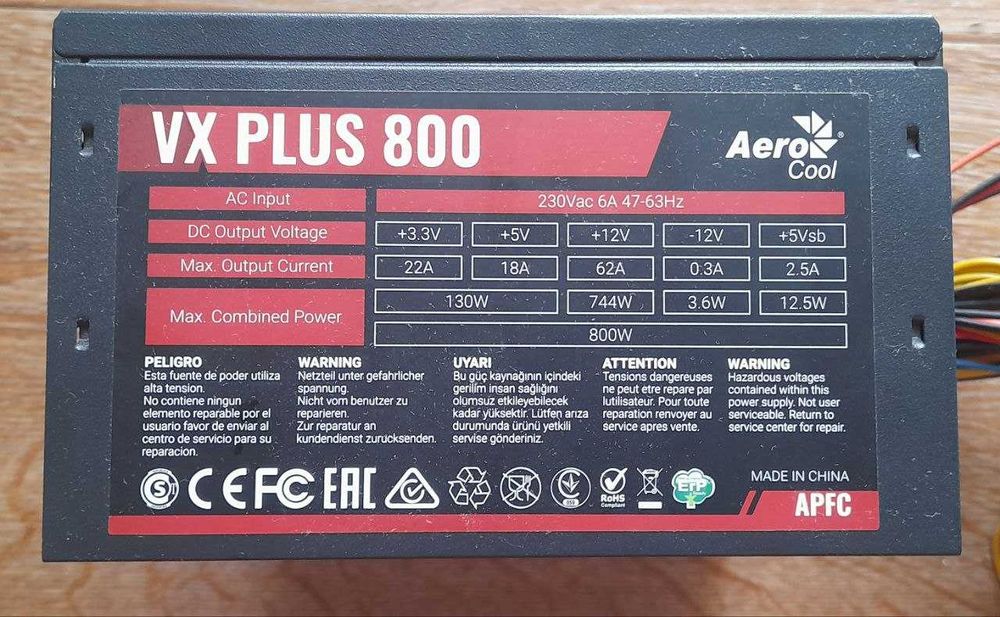 VX PLUS 800
Aero
Cool
AC Input 230Vac 6A 47-63Hz
DC Output Voltage +3.3V +5V +12V -12V +5Vsb
Max. Output Current 22A 18A 62A 0.3A 2.5A
Max. Combined Power 130W 744W 3.6W 12.5W
800W
PELIGRO
Esta fuente de poder utiliza
alta tension.
No contiene ningun
elemento reparable por el
usuario favor de enviar al
centro de servicio para su
reparacion.
WARNING
Netzteil unter gefahrlicher
spannung.
Nicht vom benutzer zu
reparieren.
Zur reparatur an
kundendienst zurucksenden.
UYARI
Bu güç kaynağının içindeki
gerilim insan sağlığını
olumsuz etkileyebilecek
kadar yüksektir. Lütfen arıza
durumunda ürünü yetkili
servise gönderiniz.
ATTENTION
Tensions dangereuses
ne peut etre repare par
lutilisateur. Pour toute
reparation renvoyer au
service apres vente.
WARNING
Hazardous voltages
contained within this
power supply. Not user
serviceable. Return to
service center for repair.
CE FC EAC RoHS
Compliant
ErP
MADE IN CHINA
APFC